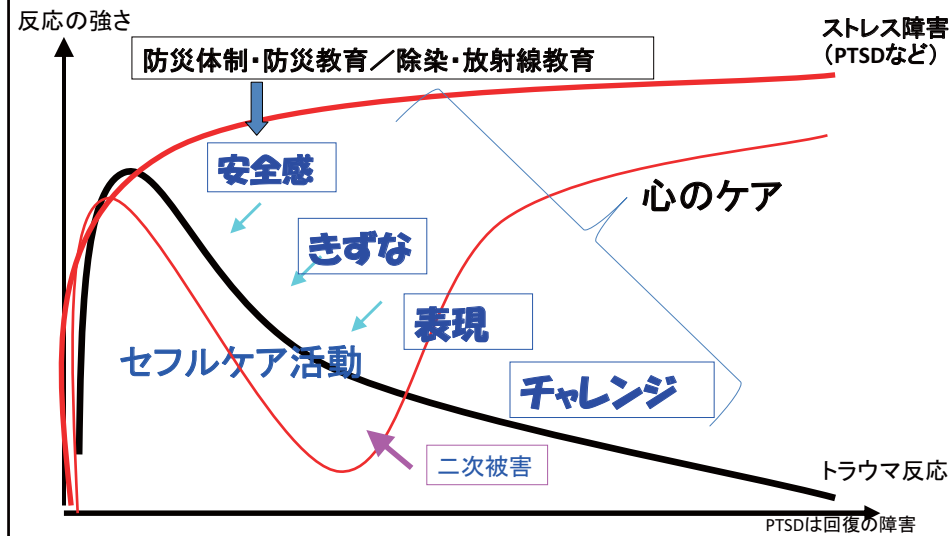 反応の強さ
ストレス障害
（PTSDなど）
防災体制・防災教育／除染・放射線教育
安全感
心のケア
きずな
表現
セフルケア活動
チャレンジ
二次被害
トラウマ反応
PTSDは回復の障害